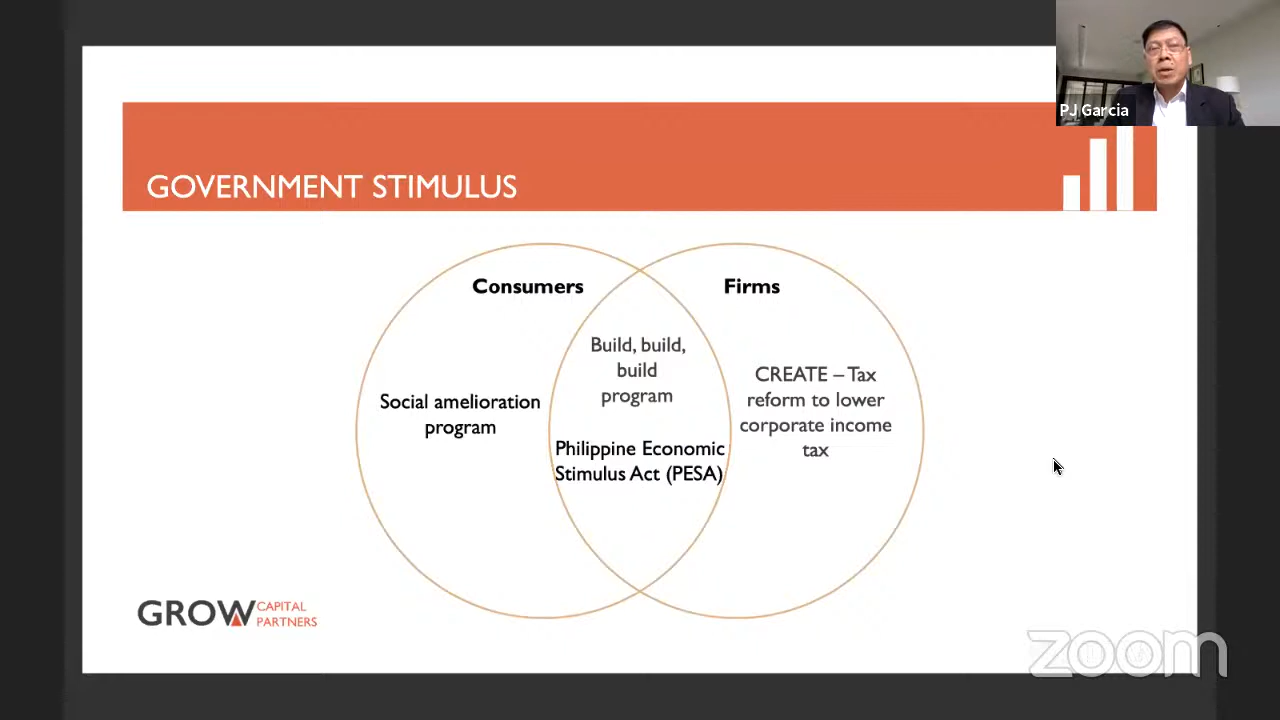 PJ Garcia
GOVERNMENT STIMULUS
Consumers
Firms
Social amelioration
program
Build, build,
build
program
Philippine Economic
Stimulus Act (PESA)
CREATE – Tax
reform to lower
corporate income
tax
GROW CAPITAL
PARTNERS
zoom